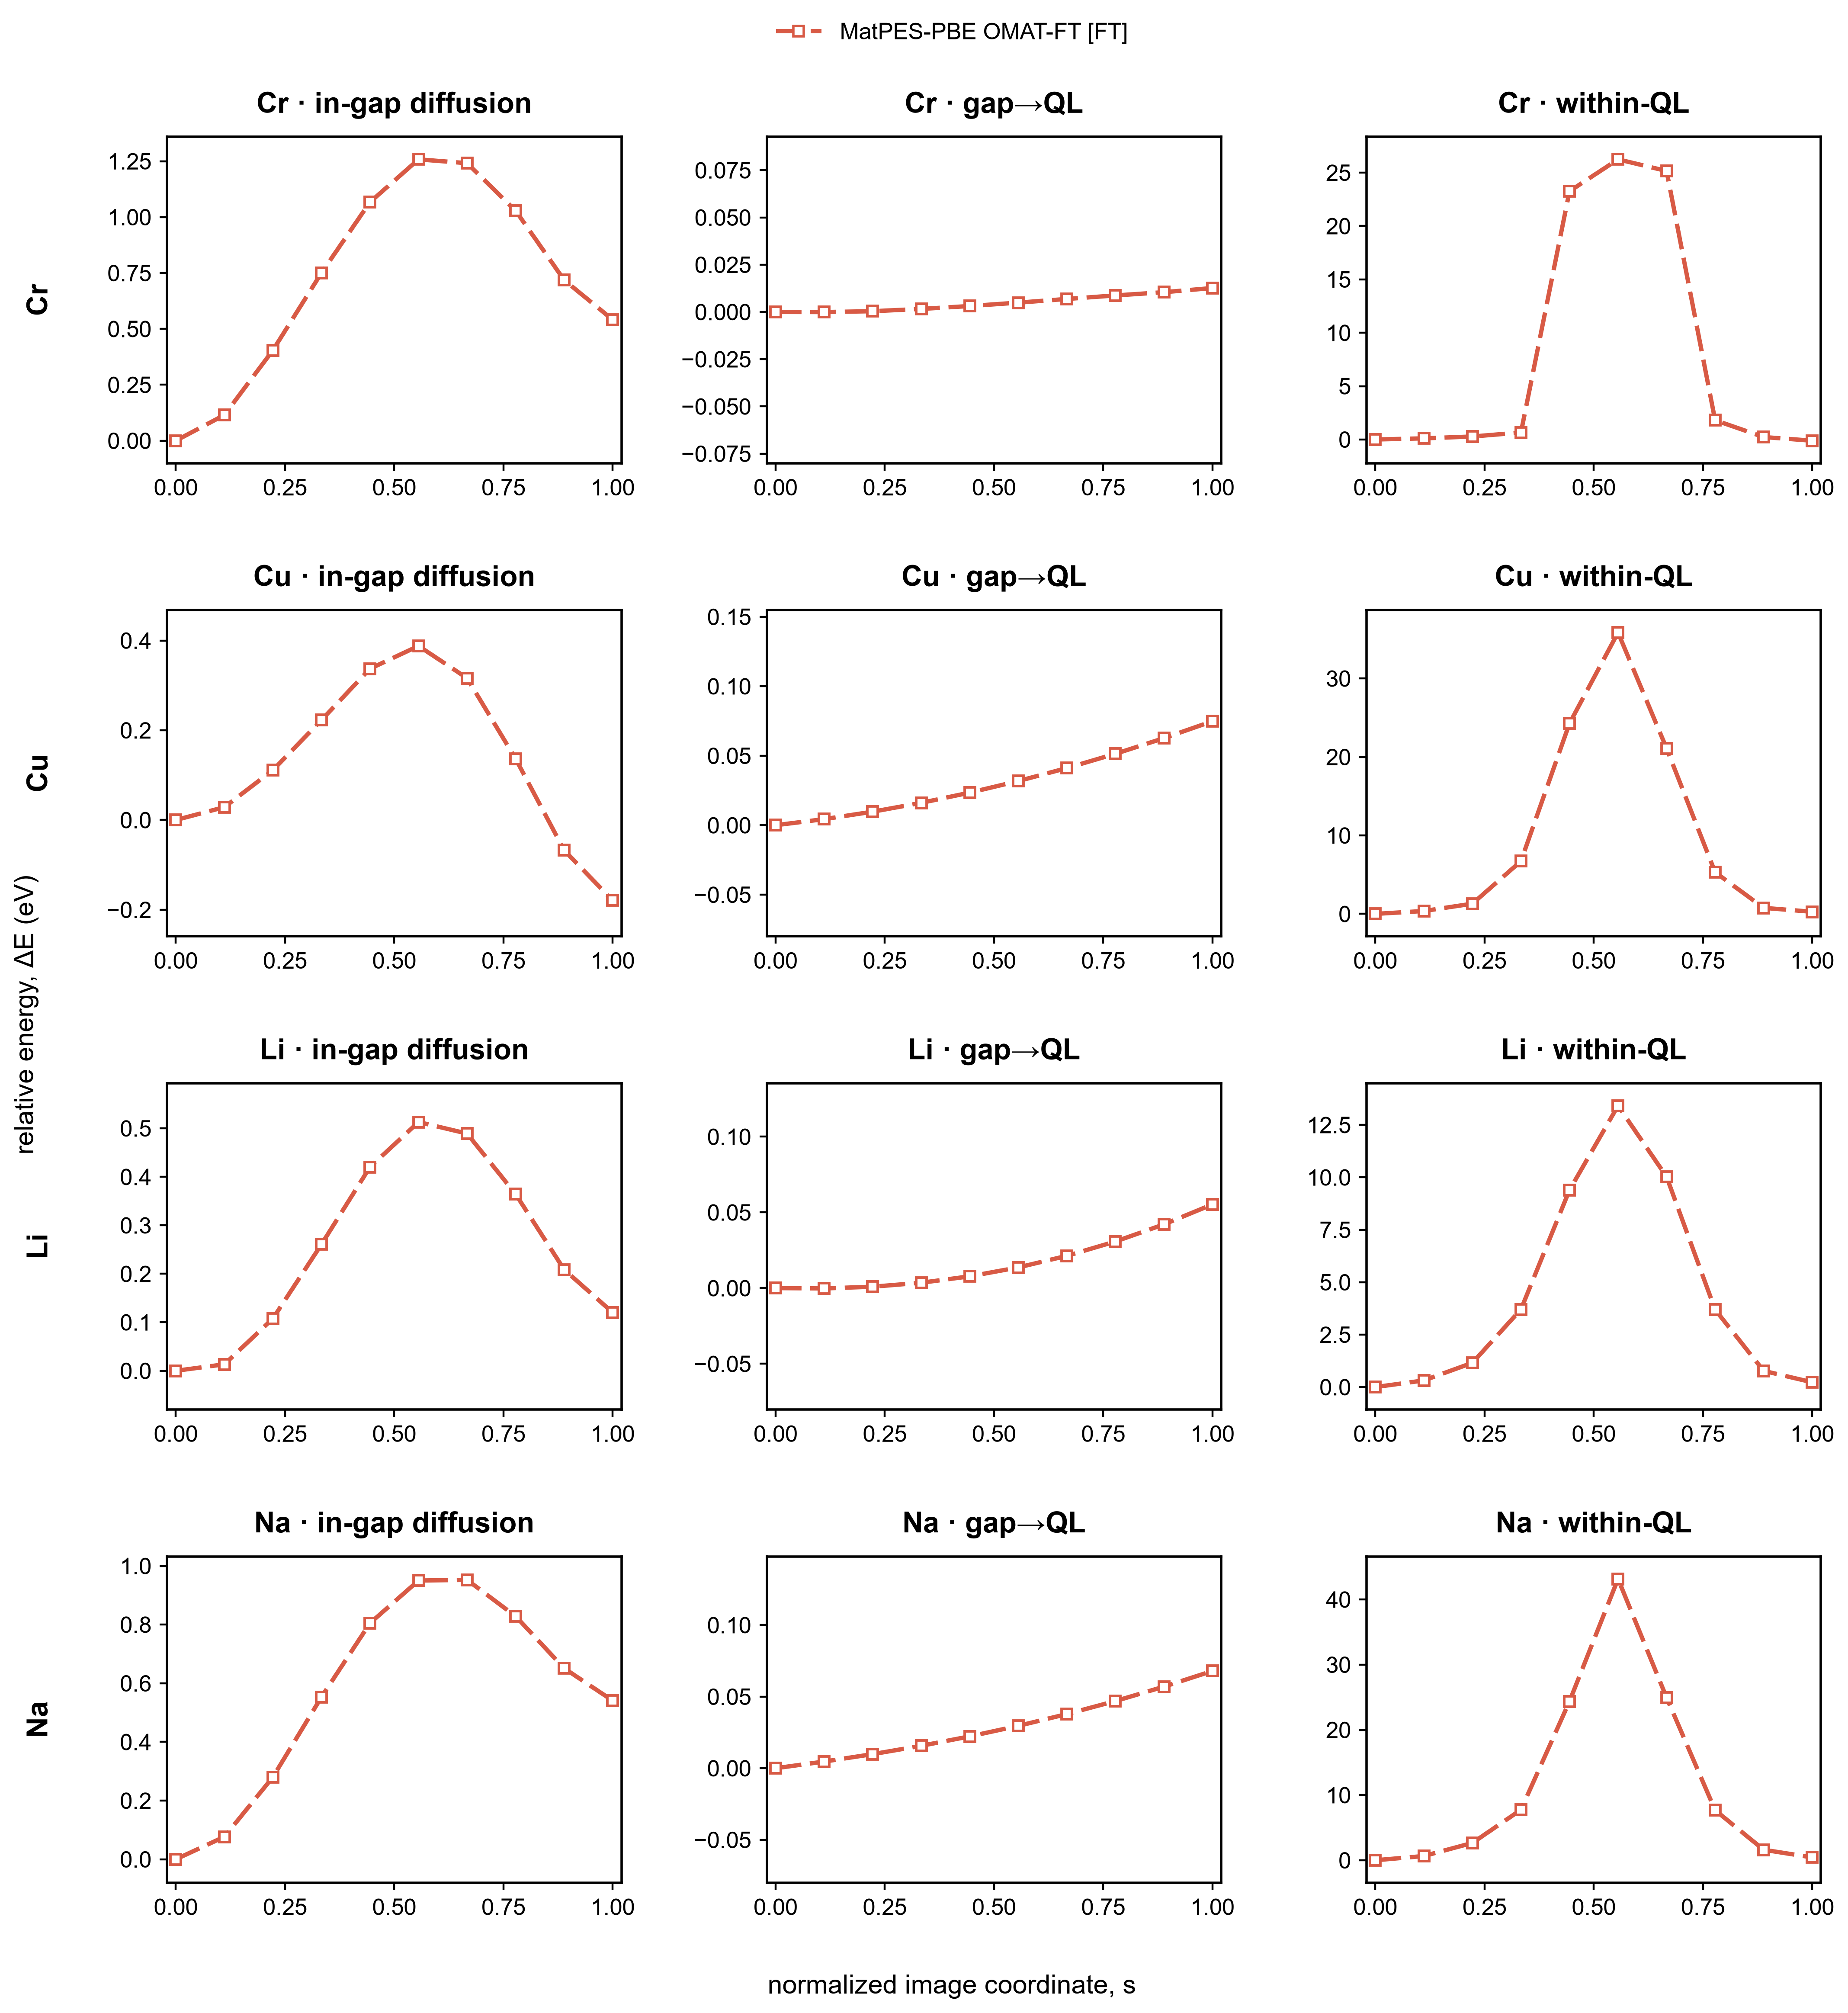 MatPES-PBE OMAT-FT [FT]
Cr · in-gap diffusion
Cr · gap→QL
Cr · within-QL
Cr
1.25
1.00
0.75
0.50
0.25
0.00
0.00 0.25 0.50 0.75 1.00
0.075
0.050
0.025
0.000
−0.025
−0.050
−0.075
0.00 0.25 0.50 0.75 1.00
25
20
15
10
5
0
0.00 0.25 0.50 0.75 1.00
Cu · in-gap diffusion
Cu · gap→QL
Cu · within-QL
Cu
0.4
0.2
0.0
−0.2
0.00 0.25 0.50 0.75 1.00
0.15
0.10
0.05
0.00
−0.05
0.00 0.25 0.50 0.75 1.00
30
20
10
0
0.00 0.25 0.50 0.75 1.00
relative energy, ΔE (eV)
Li · in-gap diffusion
Li · gap→QL
Li · within-QL
Li
0.5
0.4
0.3
0.2
0.1
0.0
0.00 0.25 0.50 0.75 1.00
0.10
0.05
0.00
−0.05
0.00 0.25 0.50 0.75 1.00
12.5
10.0
7.5
5.0
2.5
0.0
0.00 0.25 0.50 0.75 1.00
Na · in-gap diffusion
Na · gap→QL
Na · within-QL
Na
1.0
0.8
0.6
0.4
0.2
0.0
0.00 0.25 0.50 0.75 1.00
0.10
0.05
0.00
−0.05
0.00 0.25 0.50 0.75 1.00
40
30
20
10
0
0.00 0.25 0.50 0.75 1.00
normalized image coordinate, s